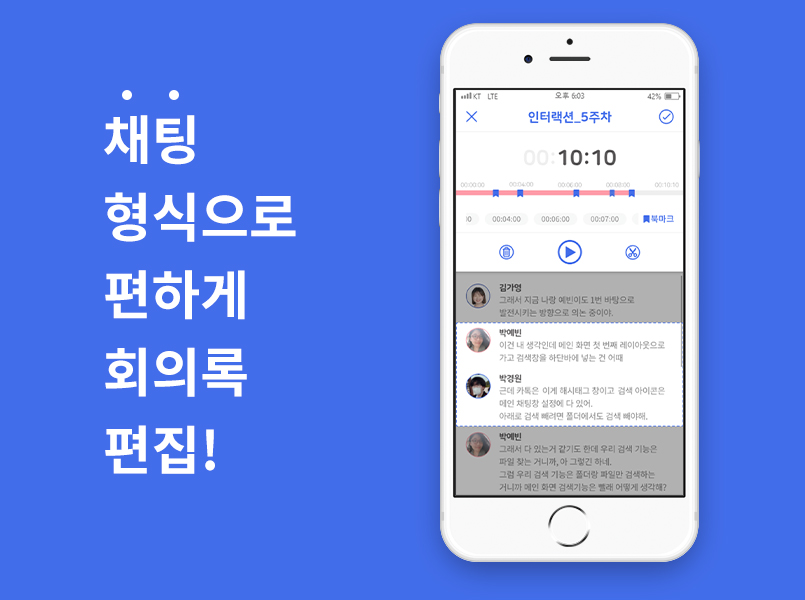 채팅
형식으로
편하게
회의록
편집!
KT LTE 오후 6:03 42%
인터랙션_5주차
00:10:10
00:00:00 00:04:00 00:06:00 00:08:00 00:10:10
00:04:00 00:06:00 00:07:00 북마크
김가영
그래서 지금 나랑 예빈이도 1번 바탕으로
발전시키는 방향으로 의논 중이야.
박예빈
이건 내 생각인데 메인 화면 첫 번째 레이아웃으로
가고 검색창을 하단바에 넣는 건 어때
박경원
근데 카톡은 이게 해시태그 창이고 검색 아이콘은
메인 채팅창 설정에 다 있어.
아래로 검색 빼려면 폴더에서도 검색 빼야해.
박예빈
그래서 다 있는거 같기도 한데 우리 검색 기능은
파일 찾는 거니까, 아 그렇긴 하네.
그럼 우리 검색 기능은 폴더랑 파일만 검색하는
거니까 메인 화면 검색기능은 뺄래 어떻게 생각해?